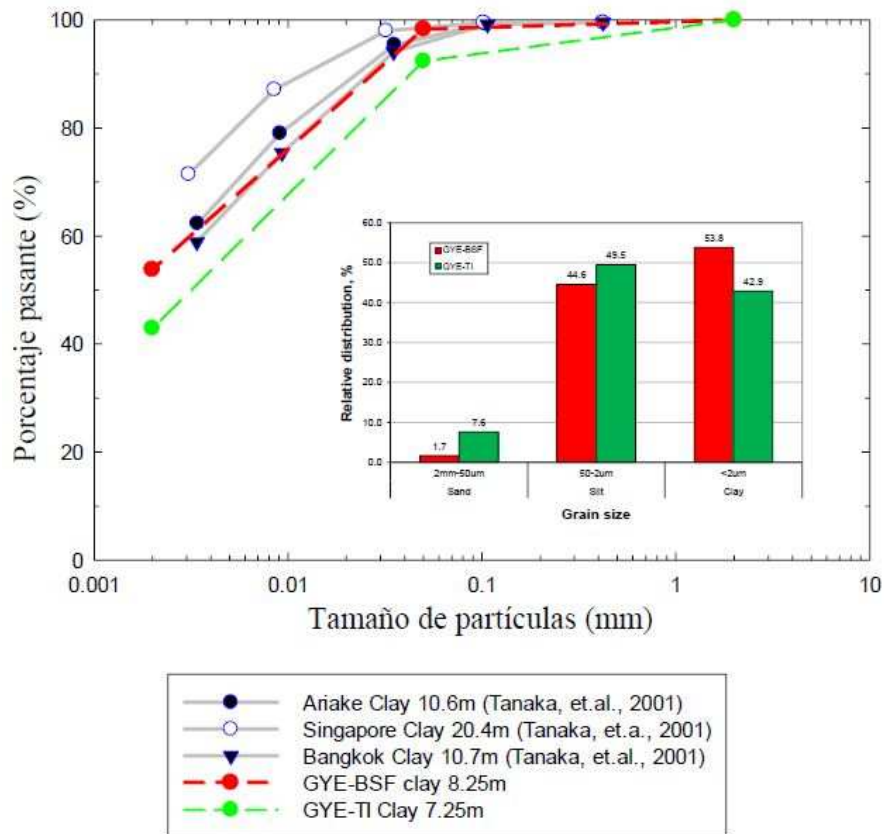 100
80
60
40
20
0
Porcentaje pasante (%)
0.001
0.01
0.1
1
10
Tamaño de partículas (mm)
60.0
50.0
40.0
30.0
20.0
10.0
0.0
Relative distribution, %
GYE-BSF
GYE-TI
1.7
7.6
44.6
49.5
53.8
42.9
2mm-50um
50-2um
<2um
Sand
Silt
Clay
Grain size
Ariake Clay 10.6m (Tanaka, et.al., 2001)
Singapore Clay 20.4m (Tanaka, et.a., 2001)
Bangkok Clay 10.7m (Tanaka, et.al., 2001)
GYE-BSF clay 8.25m
GYE-TI Clay 7.25m